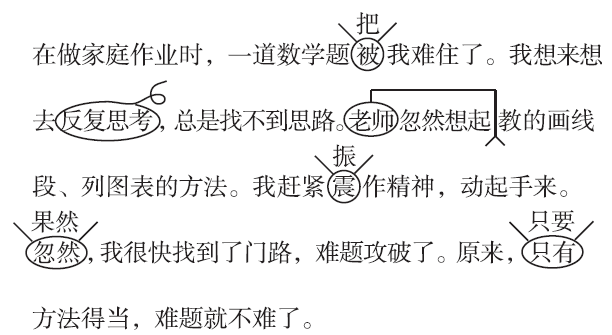 把
在做家庭作业时，一道数学题被我难住了。我想来想
去反复思考，总是找不到思路。老师忽然想起教的画线
振
段、列图表的方法。我赶紧震作精神，动起手来。
果然 只要
忽然，我很快找到了门路，难题攻破了。原来，只有
方法得当，难题就不难了。